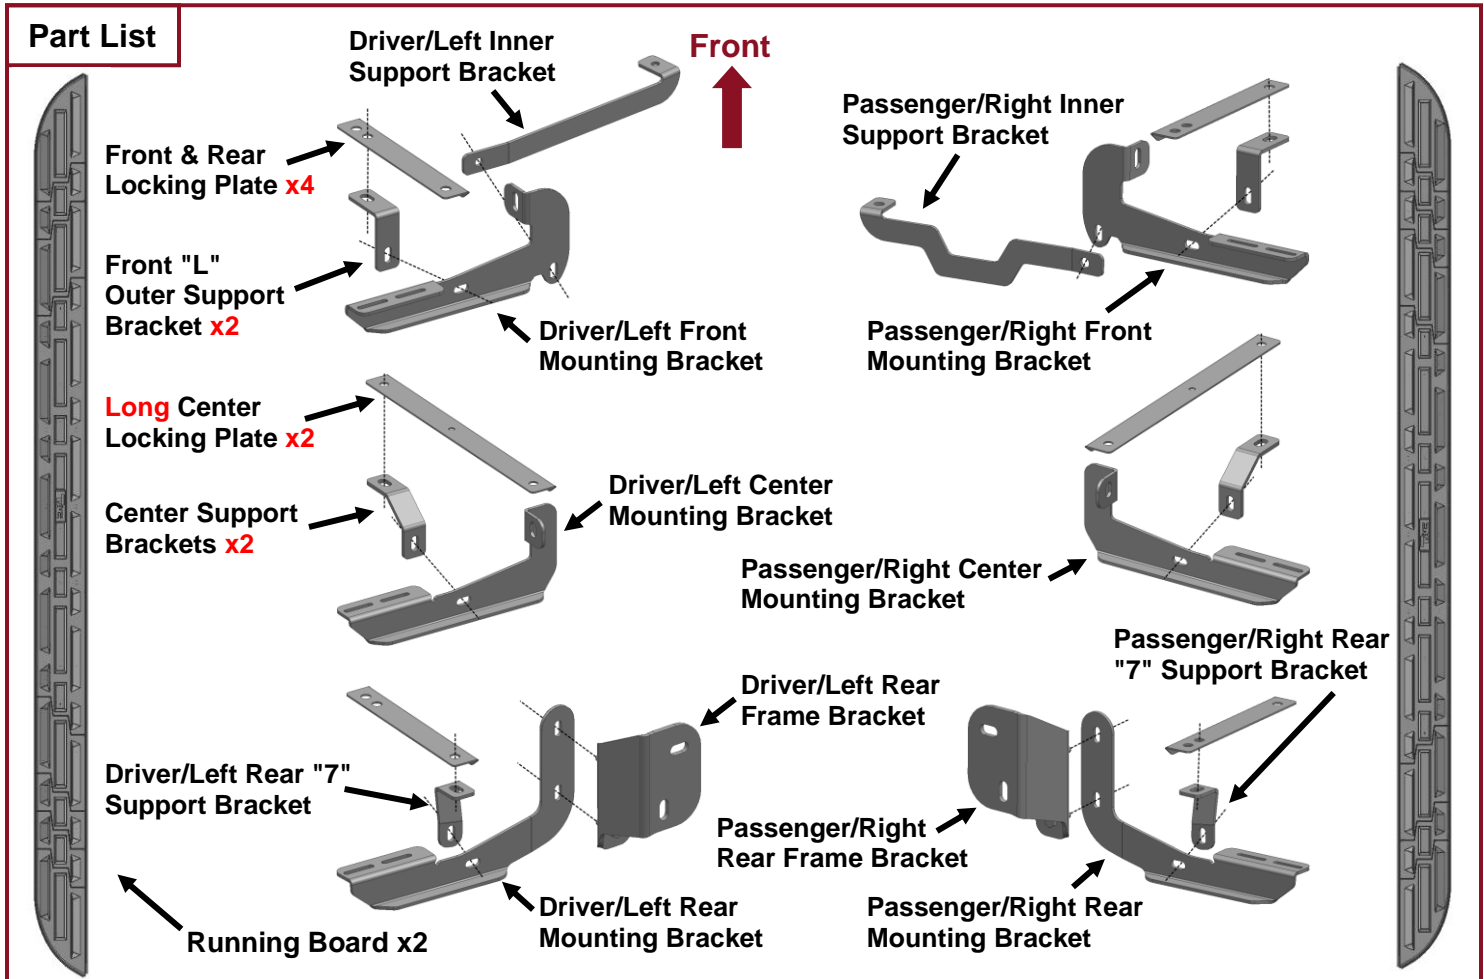 Part List
Driver/Left Inner
Support Bracket
Front
Passenger/Right Inner
Support Bracket
Front & Rear
Locking Plate x4
Front "L"
Outer Support
Bracket x2
Driver/Left Front
Mounting Bracket
Passenger/Right Front
Mounting Bracket
Long Center
Locking Plate x2
Driver/Left Center
Mounting Bracket
Center Support
Brackets x2
Passenger/Right Center
Mounting Bracket
Passenger/Right Rear
"7" Support Bracket
Driver/Left Rear
Frame Bracket
Driver/Left Rear "7"
Support Bracket
Passenger/Right
Rear Frame Bracket
Driver/Left Rear
Mounting Bracket
Passenger/Right Rear
Mounting Bracket
Running Board x2